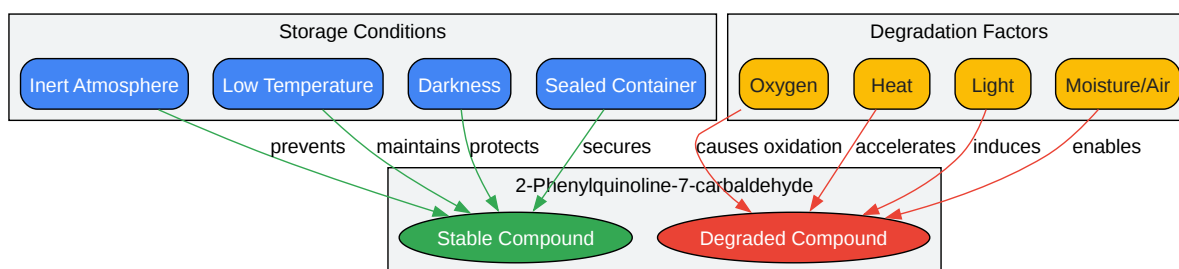 Storage Conditions
Degradation Factors
Inert Atmosphere
Low Temperature
Darkness
Sealed Container
Oxygen
Heat
Light
Moisture/Air
prevents
maintains
protects
secures
causes oxidation
accelerates
induces
enables
2-Phenylquinoline-7-carbaldehyde
Stable Compound
Degraded Compound